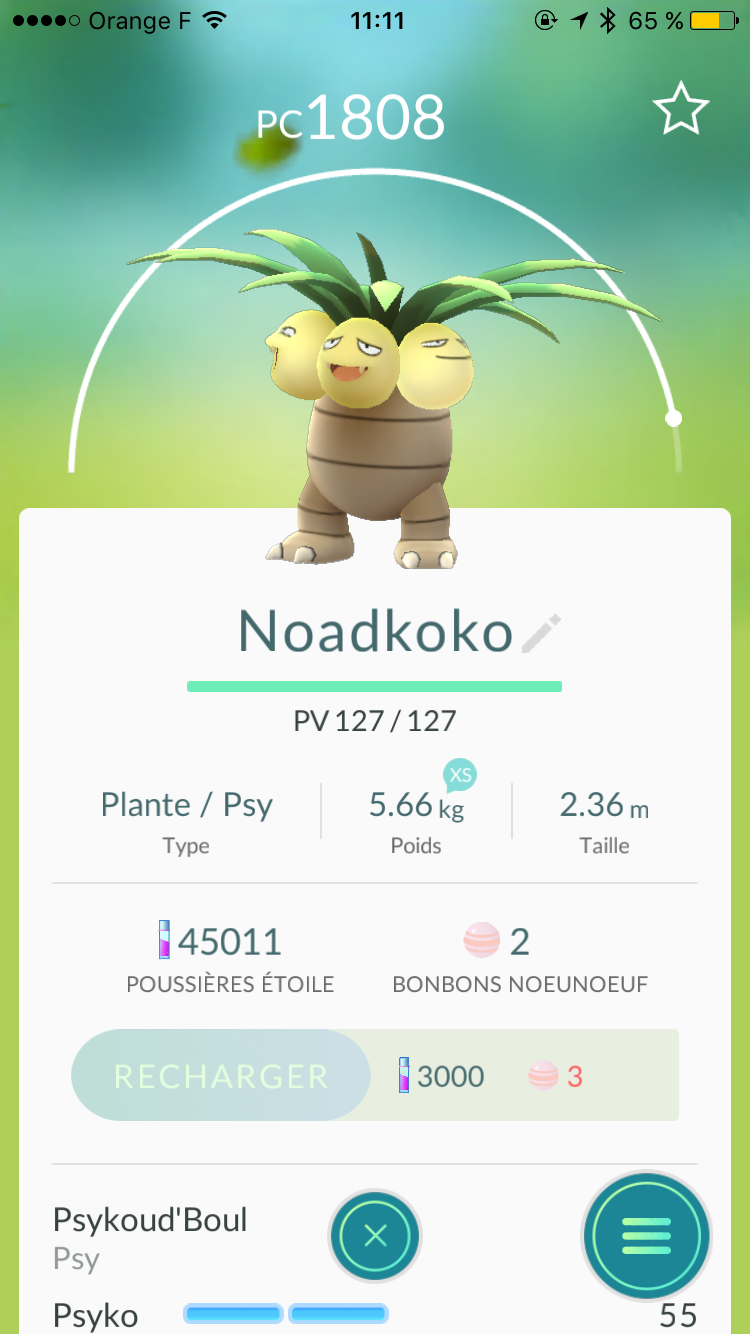 Orange F 11:11 65 %
PC1808
Noadkoko
PV 127 / 127
XS
Plante / Psy 5.66 kg 2.36 m
Type Poids Taille
45011 2
POUSSIÈRES ÉTOILE BONBONS NOEUNOEUF
RECHARGER 3000 3
Psykoud'Boul
Psy
Psyko 55